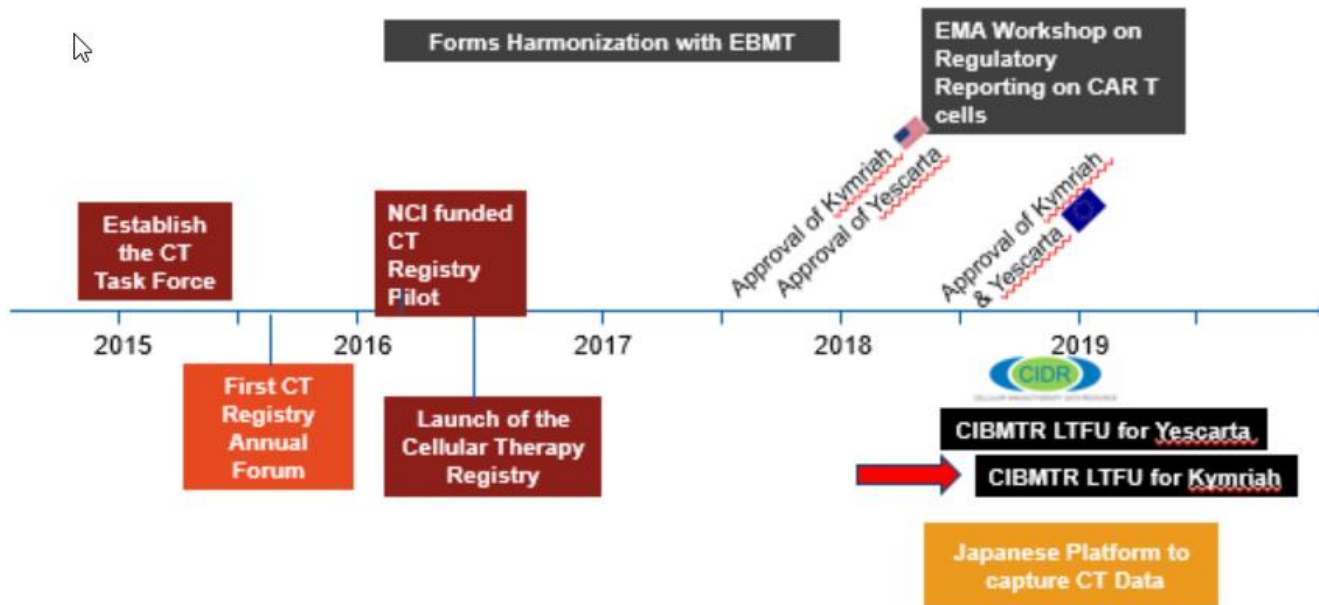 Forms Harmonization with EBMT
EMA Workshop on
Regulatory
Reporting on CAR T
cells
Approval of Kymriah
Approval of Yescarta
Approval of Kymriah
& Yescarta
Establish
the CT
Task Force
NCI funded
CT
Registry
Pilot
2015
2016
2017
2018
2019
First CT
Registry
Annual
Forum
Launch of the
Cellular Therapy
Registry
CIDR
CIBMTR LTFU for Yescarta
CIBMTR LTFU for Kymriah
Japanese Platform to
capture CT Data